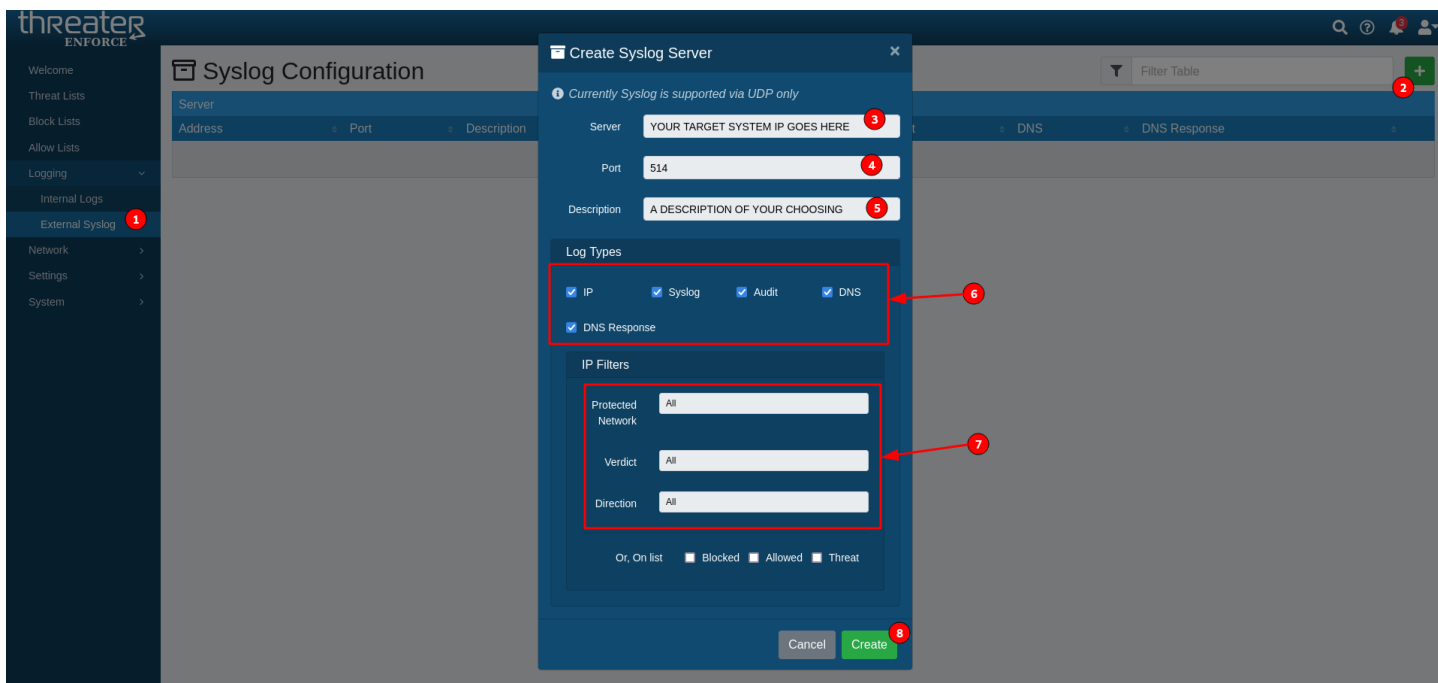 threater
ENFORCE
3
Welcome
Threat Lists
Block Lists
Allow Lists
Logging
Internal Logs
External Syslog
1
Network
Settings
System
Syslog Configuration
Filter Table
+
2
Server
Address
Port
Description
DNS
DNS Response
Create Syslog Server
×
Currently Syslog is supported via UDP only
Server YOUR TARGET SYSTEM IP GOES HERE 3
Port 514 4
Description A DESCRIPTION OF YOUR CHOOSING 5
Log Types
IP Syslog Audit DNS
6
DNS Response
IP Filters
Protected All
Network
7
Verdict All
Direction All
Or, On list Blocked Allowed Threat
8
Cancel Create